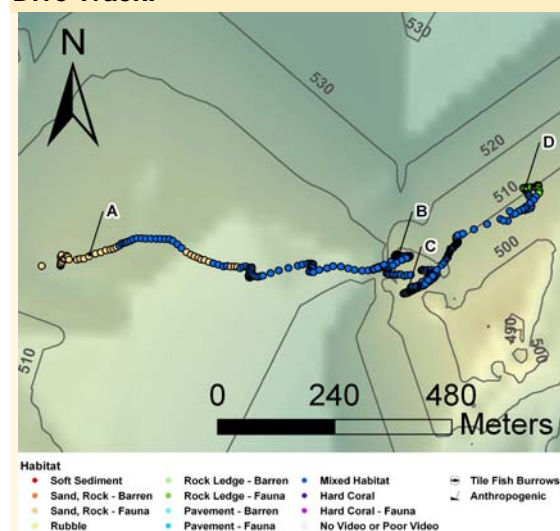 N
530
530
520
510
500
490
500
510
A
B
C
D
0 240 480
Meters
Habitat
Soft Sediment
Sand, Rock - Barren
Sand, Rock - Fauna
Rubble
Rock Ledge - Barren
Rock Ledge - Fauna
Pavement - Barren
Pavement - Fauna
Mixed Habitat
Hard Coral
Hard Coral - Fauna
No Video or Poor Video
Tile Fish Burrows
Anthropogenic